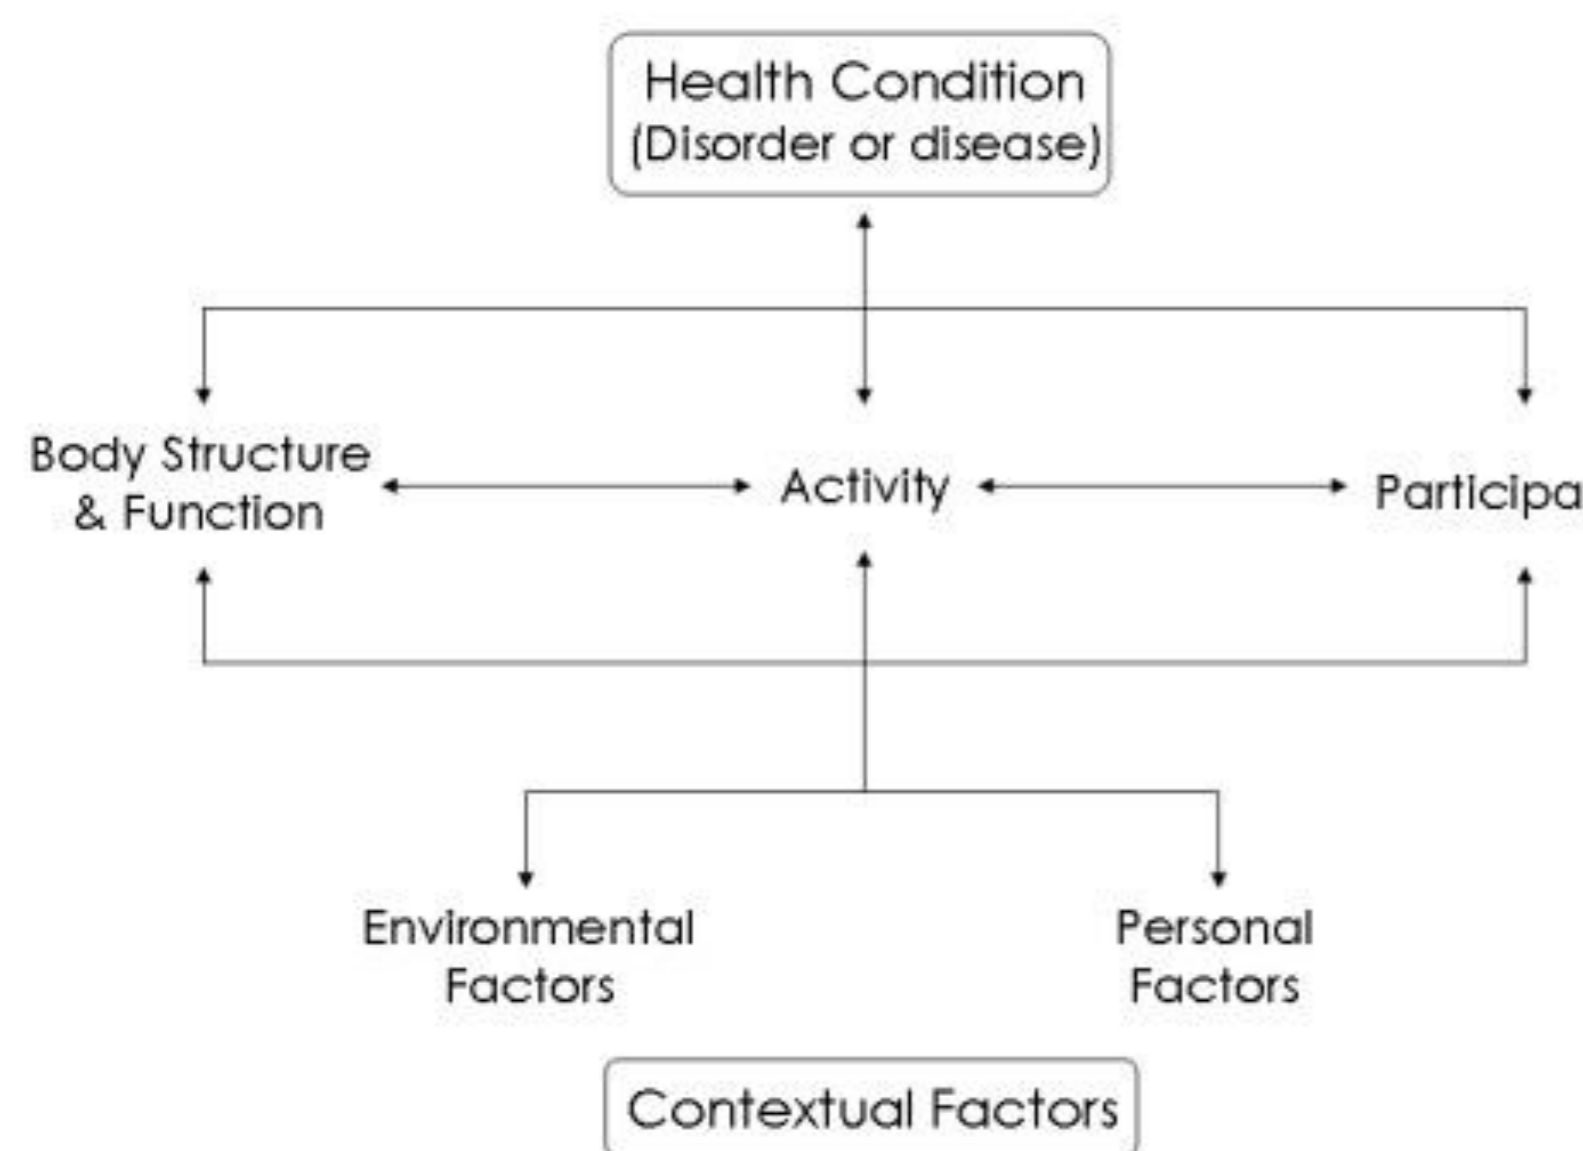 Health Condition
(Disorder or disease)
Body Structure
& Function
Activity
Participa
Environmental
Factors
Personal
Factors
Contextual Factors